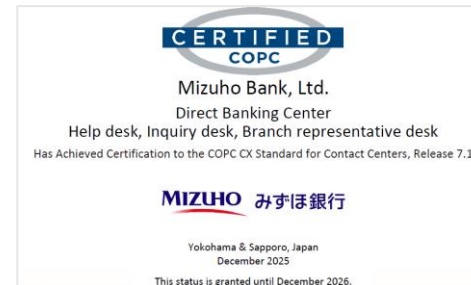 CERTIFIED
COPC
Mizuho Bank, Ltd.
Direct Banking Center
Help desk, Inquiry desk, Branch representative desk
Has Achieved Certification to the COPC CX Standard for Contact Centers, Release 7.1
MIZUHO みずほ銀行
Yokohama & Sapporo, Japan
December 2025
This status is granted until December 2026.